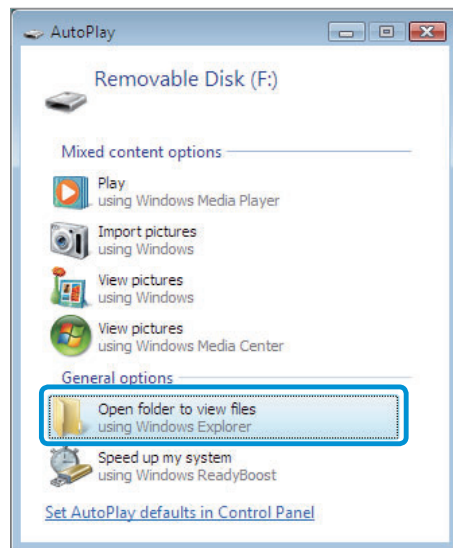 AutoPlay
Removable Disk (F:)
Mixed content options
Play
using Windows Media Player
Import pictures
using Windows
View pictures
using Windows
View pictures
using Windows Media Center
General options
Open folder to view files
using Windows Explorer
Speed up my system
using Windows ReadyBoost
Set AutoPlay defaults in Control Panel